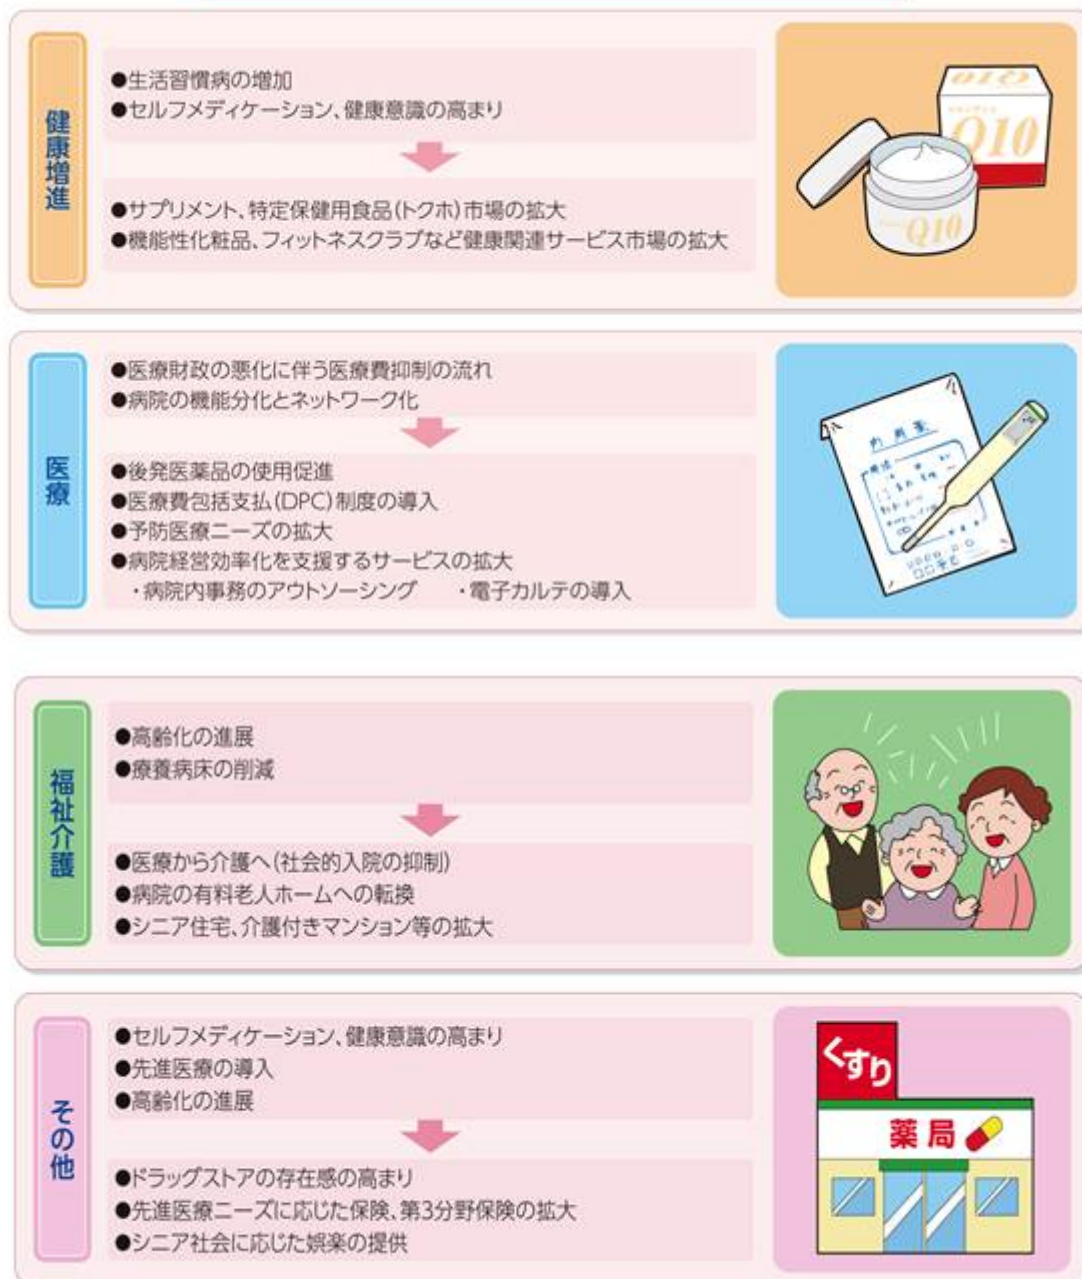 健康増進
●生活習慣病の増加
●セルフメディケーション、健康意識の高まり
●サプリメント、特定保健用食品(トクホ)市場の拡大
●機能性化粧品、フィットネスクラブなど健康関連サービス市場の拡大
Q10
Q10
Q10
医療
●医療財政の悪化に伴う医療費抑制の流れ
●病院の機能分化とネットワーク化
●後発医薬品の使用促進
●医療費包括支払(DPC)制度の導入
●予防医療ニーズの拡大
●病院経営効率化を支援するサービスの拡大
・病院内事務のアウトソーシング　・電子カルテの導入
内用薬
福祉介護
●高齢化の進展
●療養病床の削減
●医療から介護へ(社会的入院の抑制)
●病院の有料老人ホームへの転換
●シニア住宅、介護付きマンション等の拡大
その他
●セルフメディケーション、健康意識の高まり
●先進医療の導入
●高齢化の進展
●ドラッグストアの存在感の高まり
●先進医療ニーズに応じた保険、第3分野保険の拡大
●シニア社会に応じた娯楽の提供
くすり
薬局